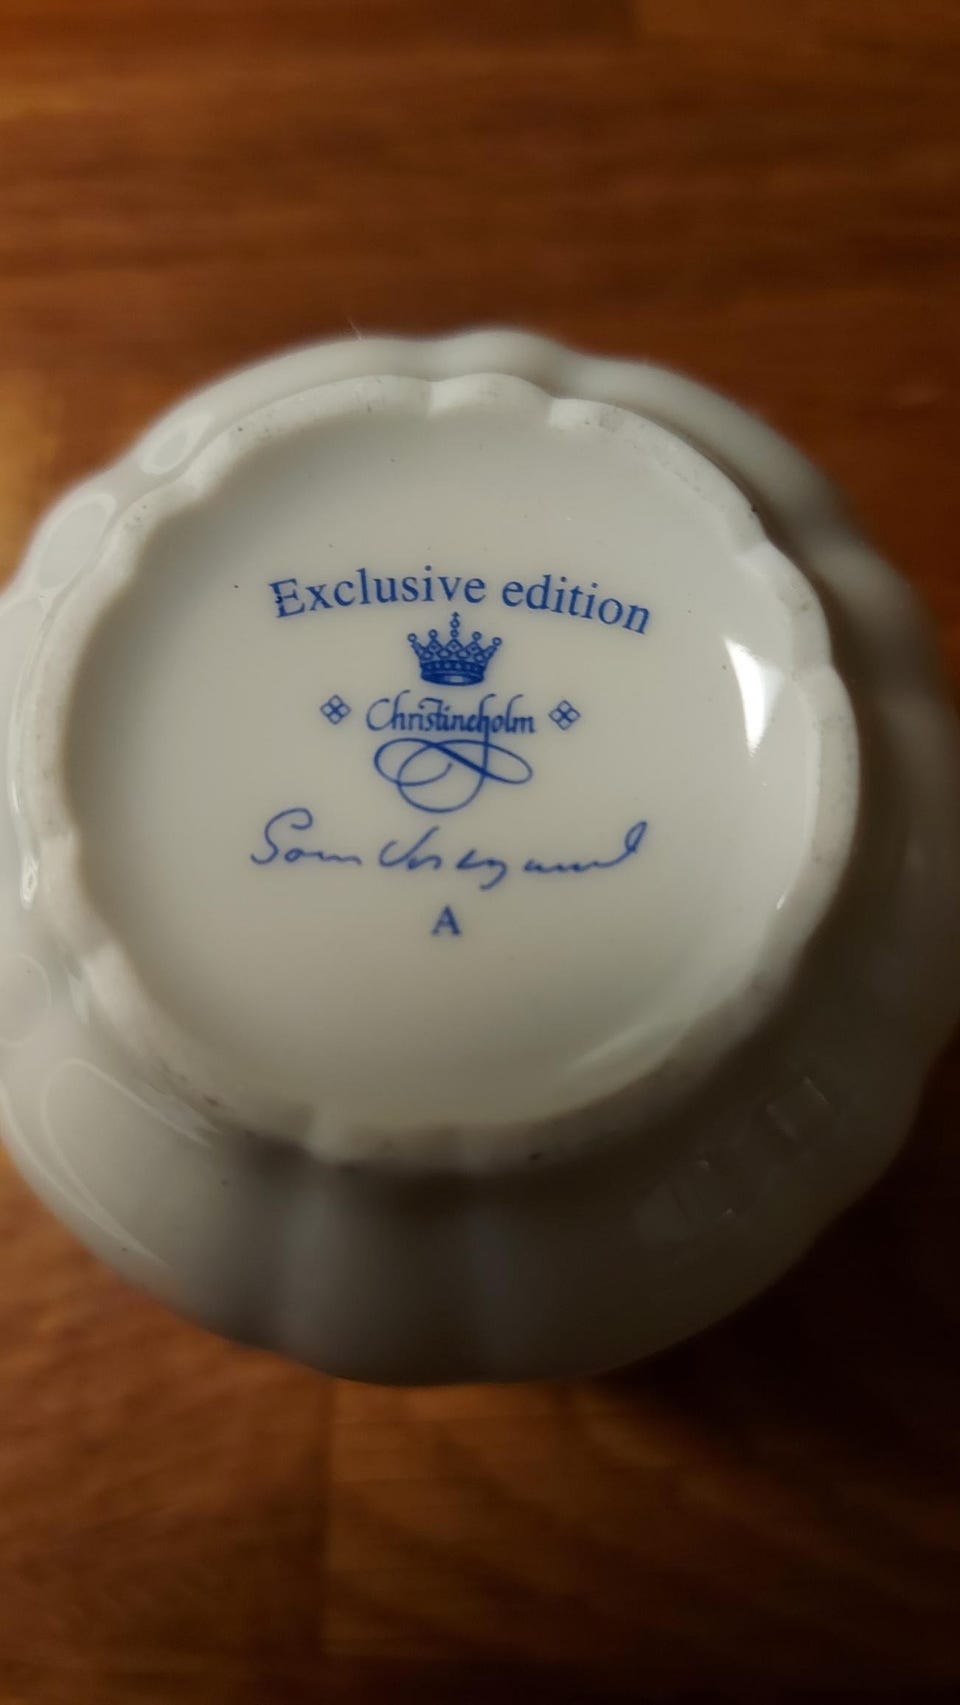 Exclusive edition
Christineholm
A